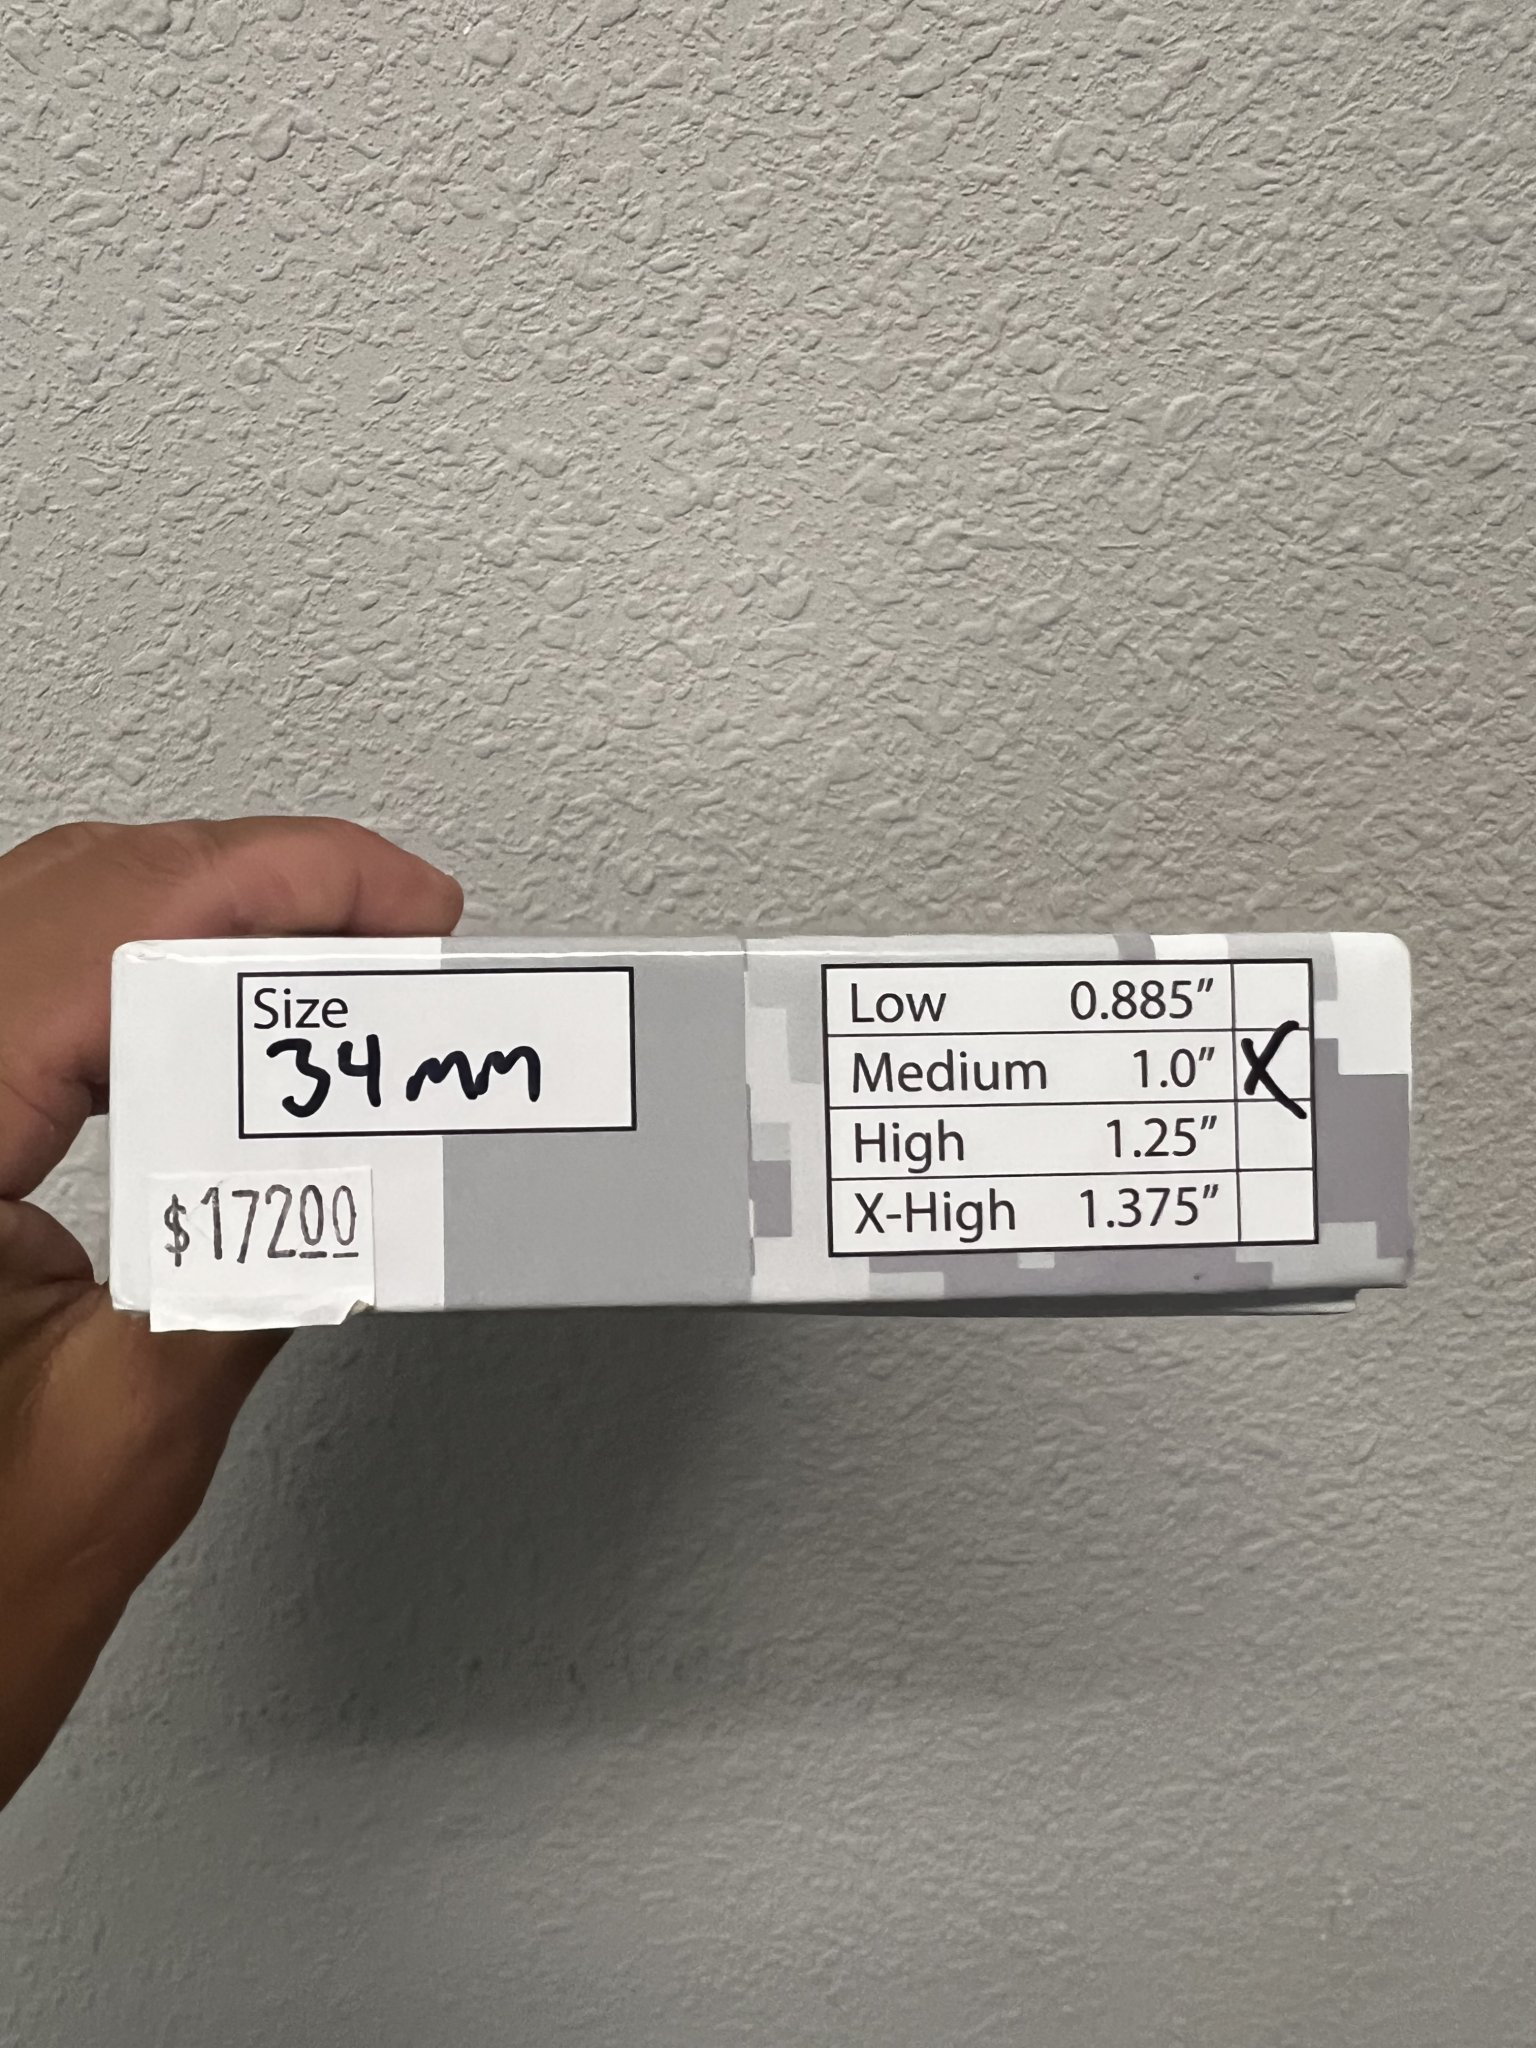 Size
34mm
$17200
Low 0.885"
Medium 1.0" X
High 1.25"
X-High 1.375"